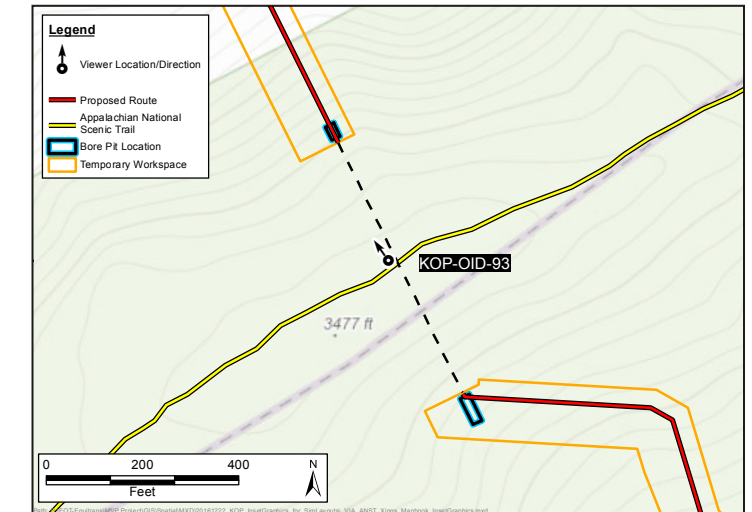 Legend
Viewer Location/Direction
Proposed Route
Appalachian National
Scenic Trail
Bore Pit Location
Temporary Workspace
KOP-OID-93
3477 ft
0 200 400
Feet
N